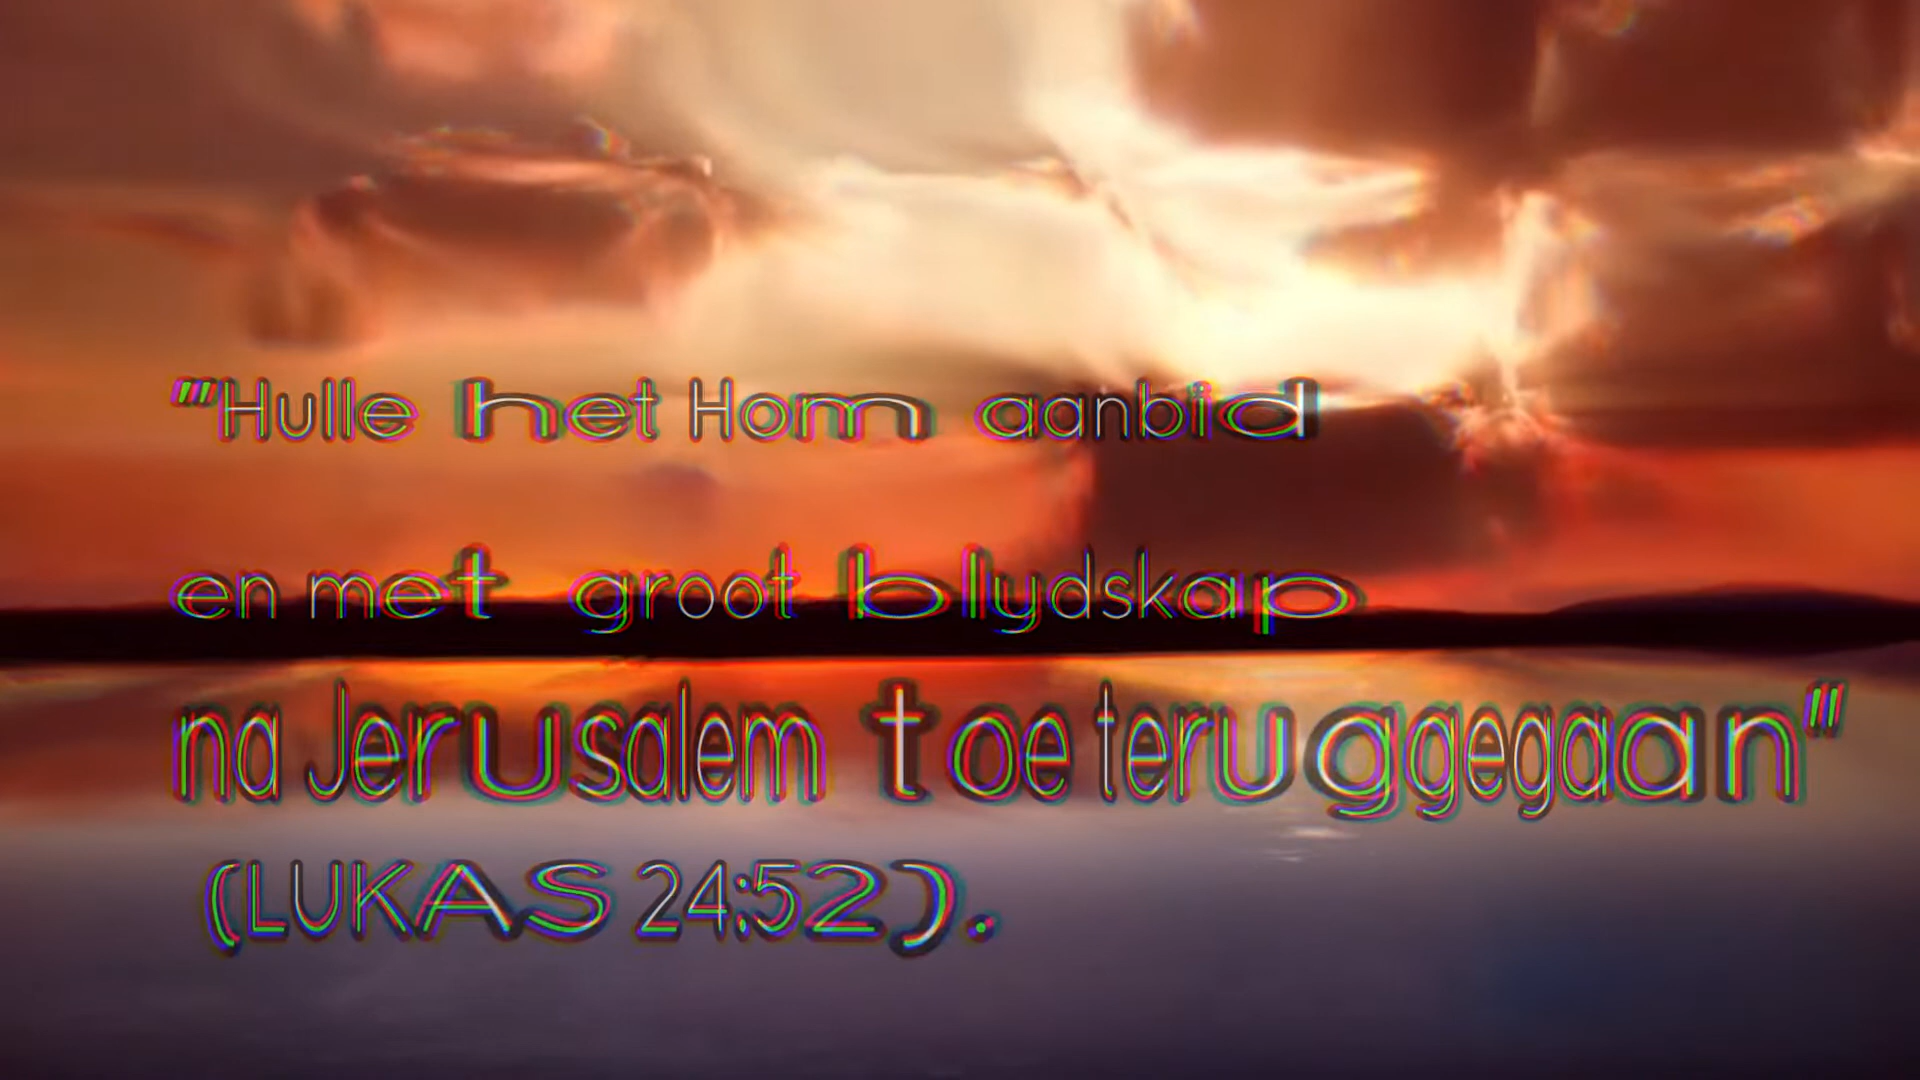 "'Hulle het Hom aanbid
en met groot blydskap
na Jerusalem toe teruggegaan"
(LUKAS 24:52).